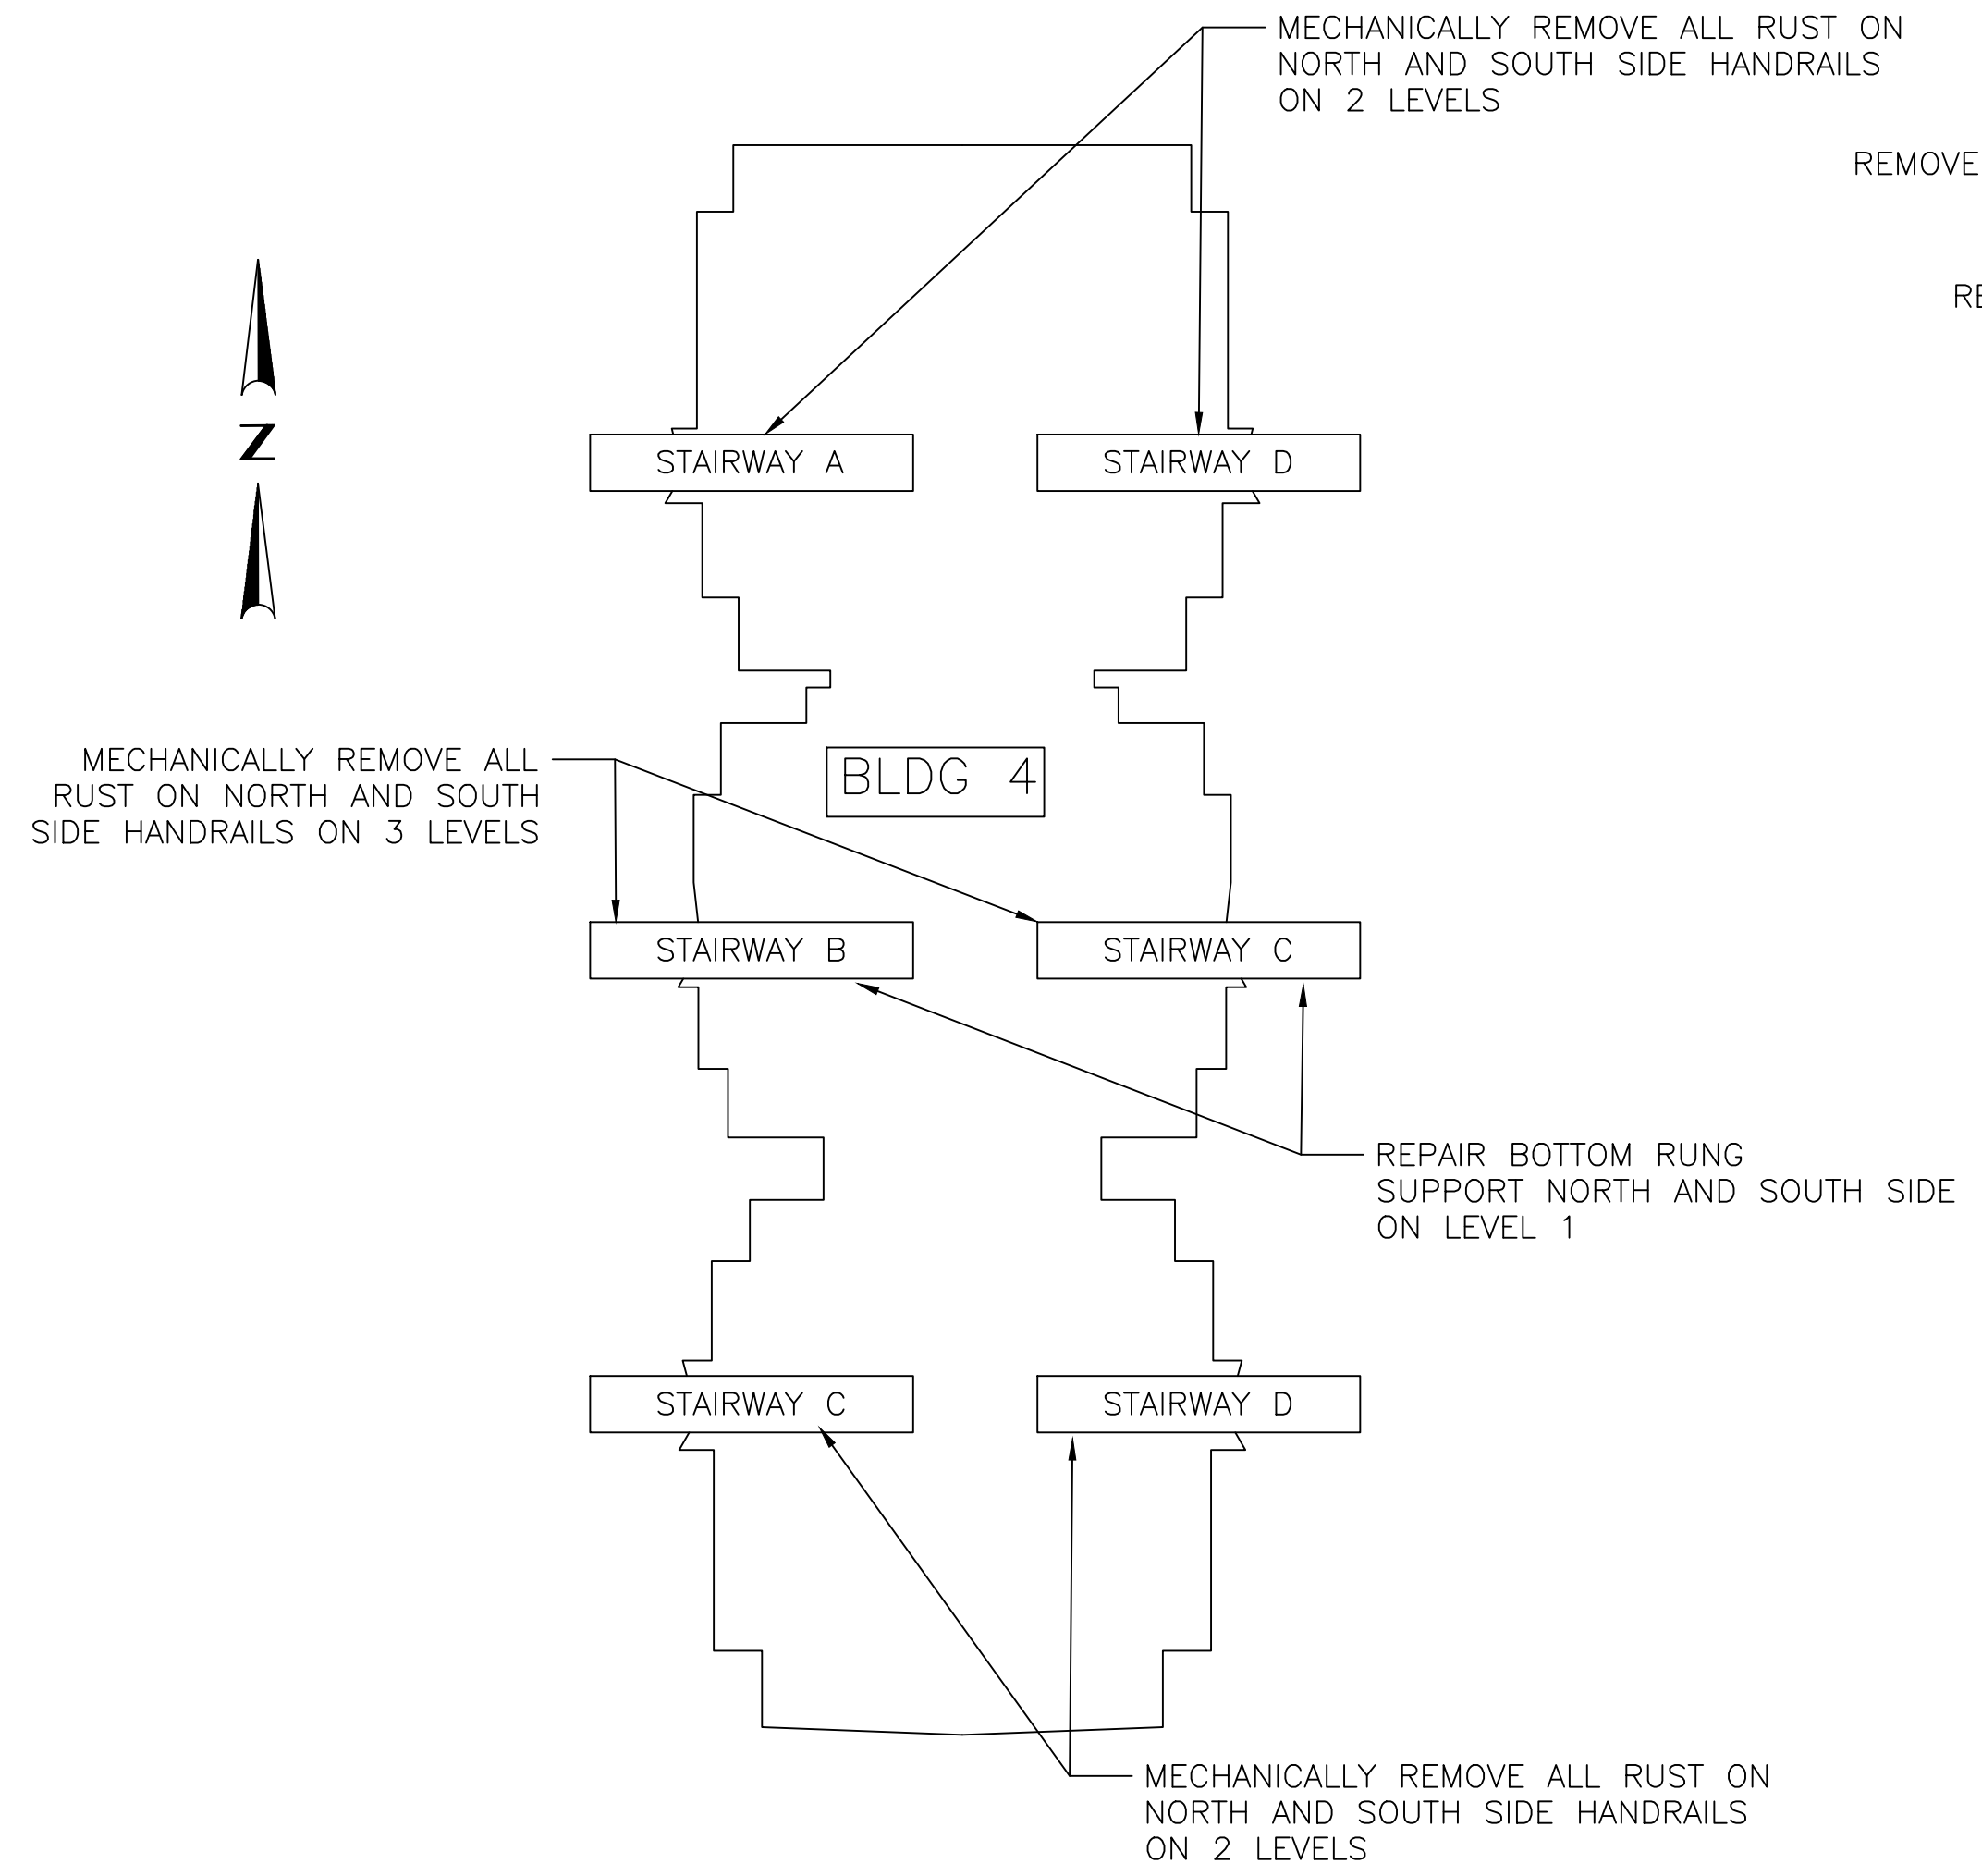 MECHANICALLY REMOVE ALL RUST ON
NORTH AND SOUTH SIDE HANDRAILS
ON 2 LEVELS
REMOVE
N
STAIRWAY A
STAIRWAY D
MECHANICALLY REMOVE ALL
RUST ON NORTH AND SOUTH
SIDE HANDRAILS ON 3 LEVELS
BLDG 4
STAIRWAY B
STAIRWAY C
REPAIR BOTTOM RUNG
SUPPORT NORTH AND SOUTH SIDE
ON LEVEL 1
STAIRWAY C
STAIRWAY D
MECHANICALLY REMOVE ALL RUST ON
NORTH AND SOUTH SIDE HANDRAILS
ON 2 LEVELS